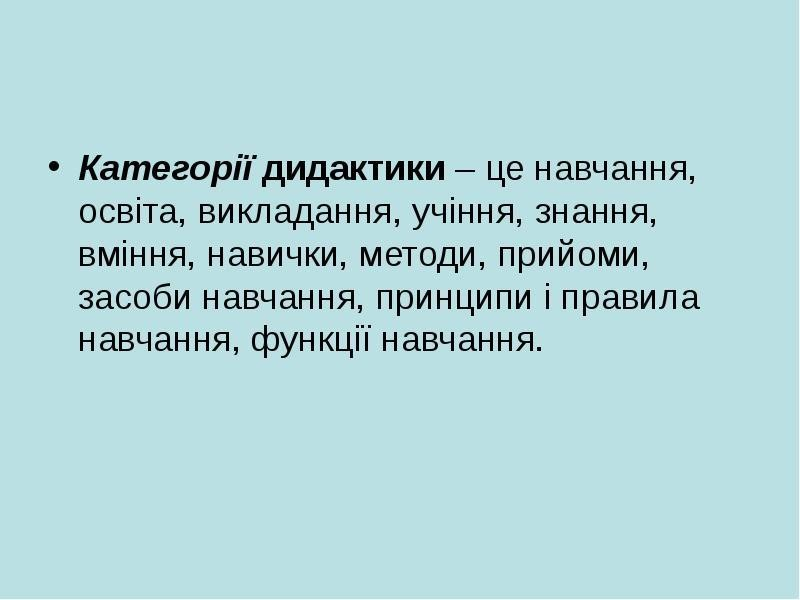 • Категорії дидактики – це навчання,
освіта, викладання, учіння, знання,
вміння, навички, методи, прийоми,
засоби навчання, принципи і правила
навчання, функції навчання.